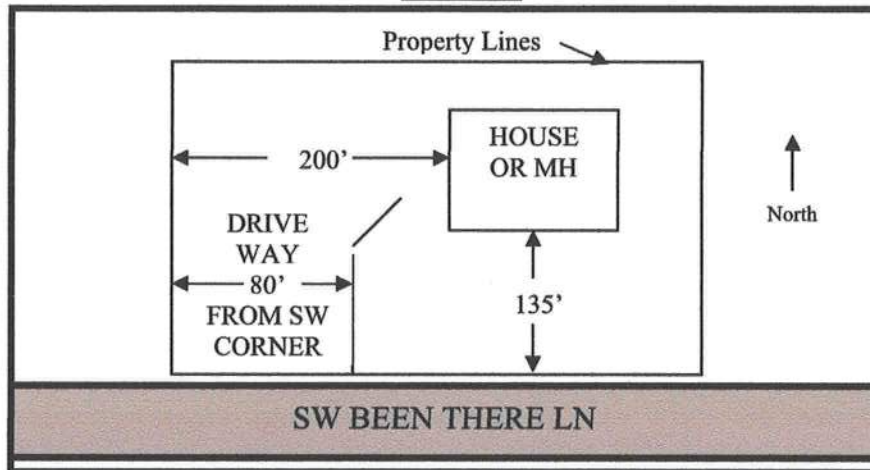 Property Lines
HOUSE
OR MH
200’
North
DRIVE
WAY
80’
FROM SW
CORNER
135’
SW BEEN THERE LN